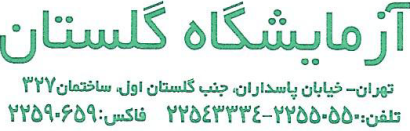 آزمایشگاه گلستان
تهران- خیابان پاسداران، جنب گلستان اول، ساختمان ۳۲۷
تلفن: ۲۲۵۵۰۵۵۰-۲۲۵۴۳۳۳۴ فاکس: ۲۲۵۹۰۶۵۹